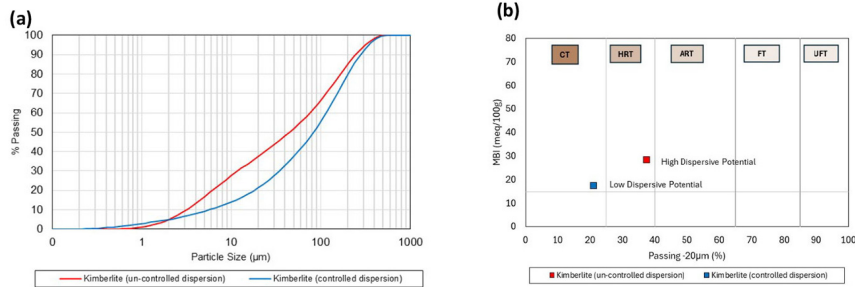 (a)
100
90
80
70
60
50
40
30
20
10
0
% Passing
0 1 10 100 1000
Particle Size (µm)
Kimberlite (un-controlled dispersion) Kimberlite (controlled dispersion)
(b)
80
70
60
50
40
30
20
10
0
MBI (meq/100g)
CT HRT ART FT UFT
High Dispersive Potential
Low Dispersive Potential
0 10 20 30 40 50 60 70 80 90 100
Passing -20µm (%)
Kimberlite (un-controlled dispersion) Kimberlite (controlled dispersion)